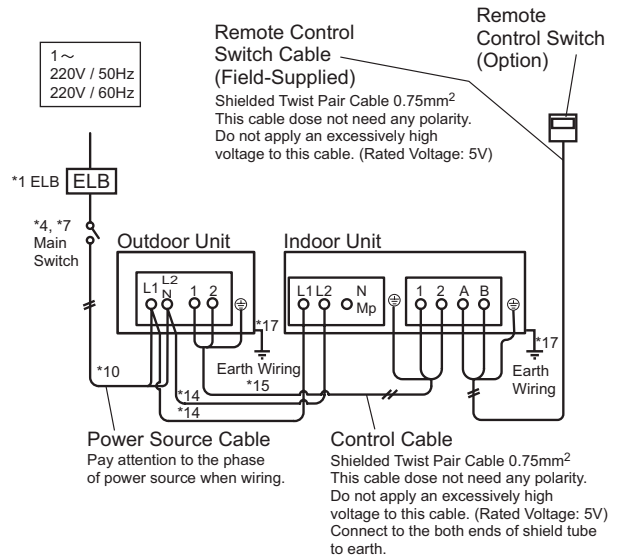 1～
220V / 50Hz
220V / 60Hz
Remote Control
Switch Cable
(Field-Supplied)
Shielded Twist Pair Cable 0.75mm²
This cable dose not need any polarity.
Do not apply an excessively high
voltage to this cable. (Rated Voltage: 5V)
Remote
Control Switch
(Option)
*1 ELB
ELB
*4, *7
Main
Switch
Outdoor Unit
L1
L2
N
1 2
*17
Earth Wiring
Indoor Unit
L1 L2
N
Mp
1 2 A B
*17
Earth
Wiring
*10
*14
*14
*15
Power Source Cable
Pay attention to the phase
of power source when wiring.
Control Cable
Shielded Twist Pair Cable 0.75mm²
This cable dose not need any polarity.
Do not apply an excessively high
voltage to this cable. (Rated Voltage: 5V)
Connect to the both ends of shield tube
to earth.